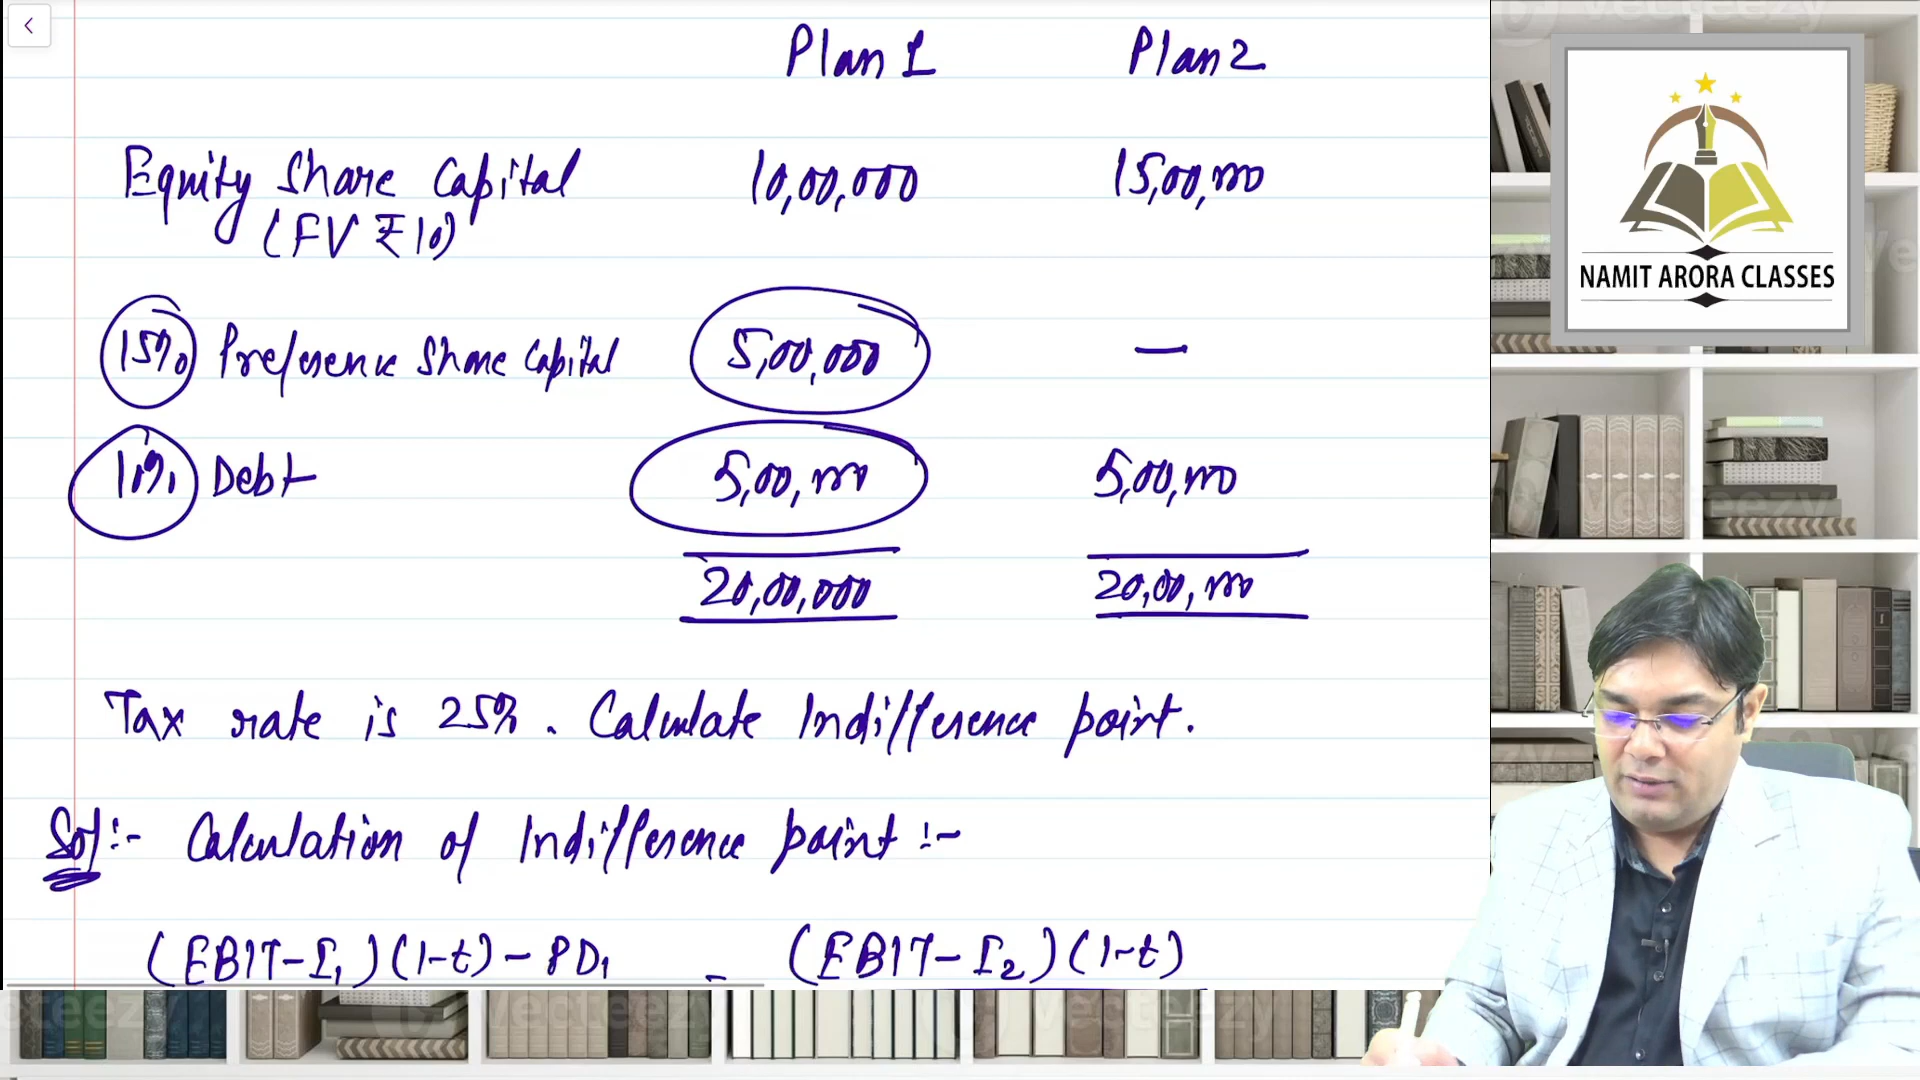 Plan 1 Plan 2
Equity Share Capital 10,00,000 15,00,000
(FV ₹10)
15% Preference Share Capital 5,00,000 —
10% Debt 5,00,000 5,00,000
20,00,000 20,00,000
Tax rate is 25%. Calculate Indifference point.
Sol:- Calculation of Indifference point :-
(EBIT-I₁)(1-t) - PD₁ = (EBIT-I₂)(1-t)
NAMIT ARORA CLASSES